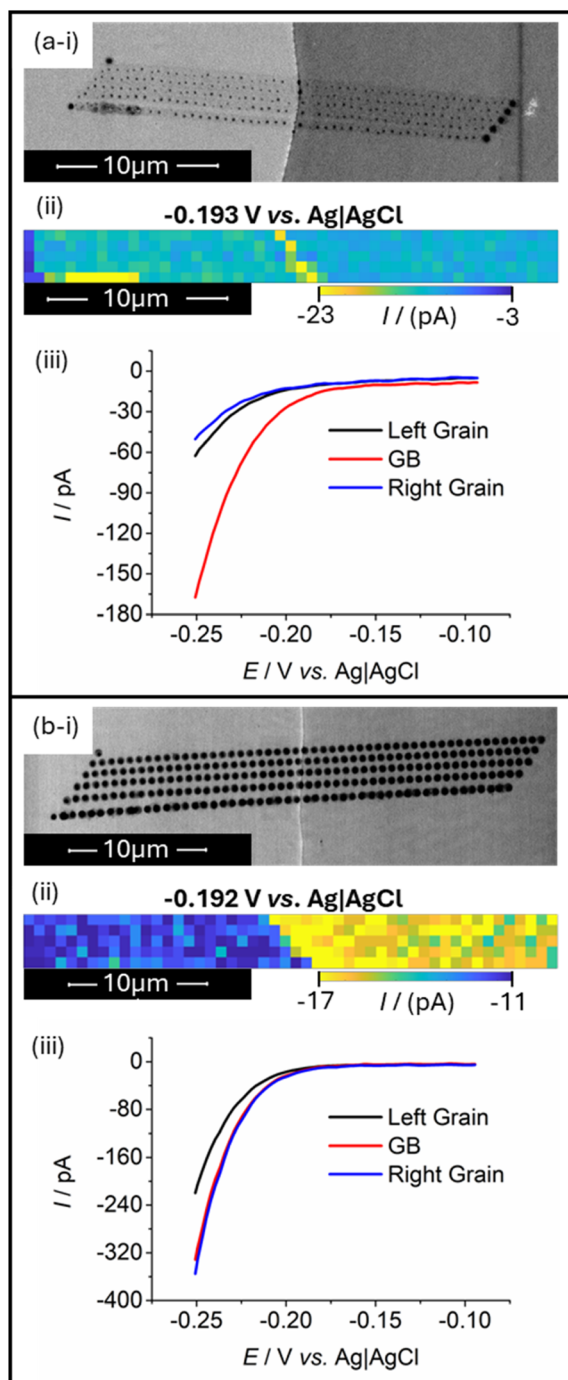 (a-i)
10μm
(ii)
-0.193 V vs. Ag|AgCl
10μm
-23 I / (pA) -3
(iii)
0
-30
-60
-90
-120
-150
-180
I / pA
Left Grain
GB
Right Grain
-0.25 -0.20 -0.15 -0.10
E / V vs. Ag|AgCl
(b-i)
10μm
(ii)
-0.192 V vs. Ag|AgCl
10μm
-17 I / (pA) -11
(iii)
0
-80
-160
-240
-320
-400
I / pA
Left Grain
GB
Right Grain
-0.25 -0.20 -0.15 -0.10
E / V vs. Ag|AgCl